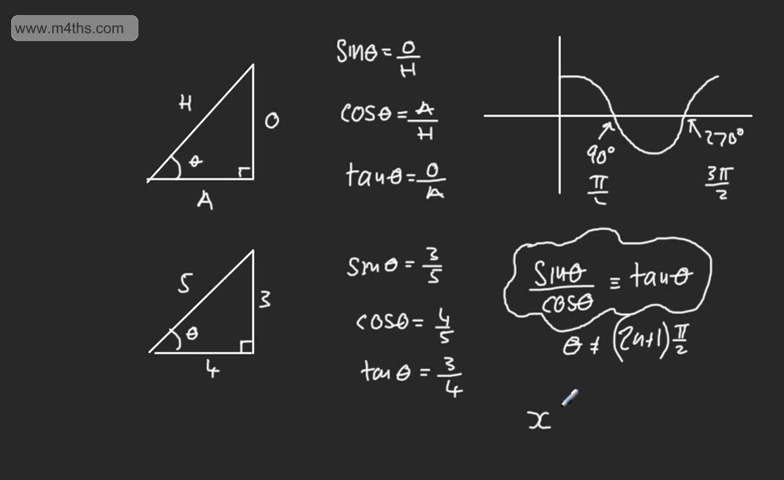 www.m4ths.com
H
O
θ
A
Sinθ = O/H
cosθ = A/H
tanθ = O/A
90°
π/2
270°
3π/2
5
3
θ
4
Sinθ = 3/5
cosθ = 4/5
tanθ = 3/4
Sinθ/cosθ ≡ tanθ
θ ≠ (2n+1)π/2
x